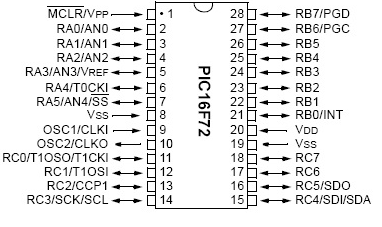 MCLR/VPP • 1 28 RB7/PGD
RA0/AN0 2 27 RB6/PGC
RA1/AN1 3 26 RB5
RA2/AN2 4 25 RB4
RA3/AN3/VREF 5 24 RB3
RA4/T0CKI 6 23 RB2
RA5/AN4/SS 7 22 RB1
VSS 8 21 RB0/INT
OSC1/CLKI 9 20 VDD
OSC2/CLKO 10 19 VSS
RC0/T1OSO/T1CKI 11 18 RC7
RC1/T1OSI 12 17 RC6
RC2/CCP1 13 16 RC5/SDO
RC3/SCK/SCL 14 15 RC4/SDI/SDA
PIC16F72